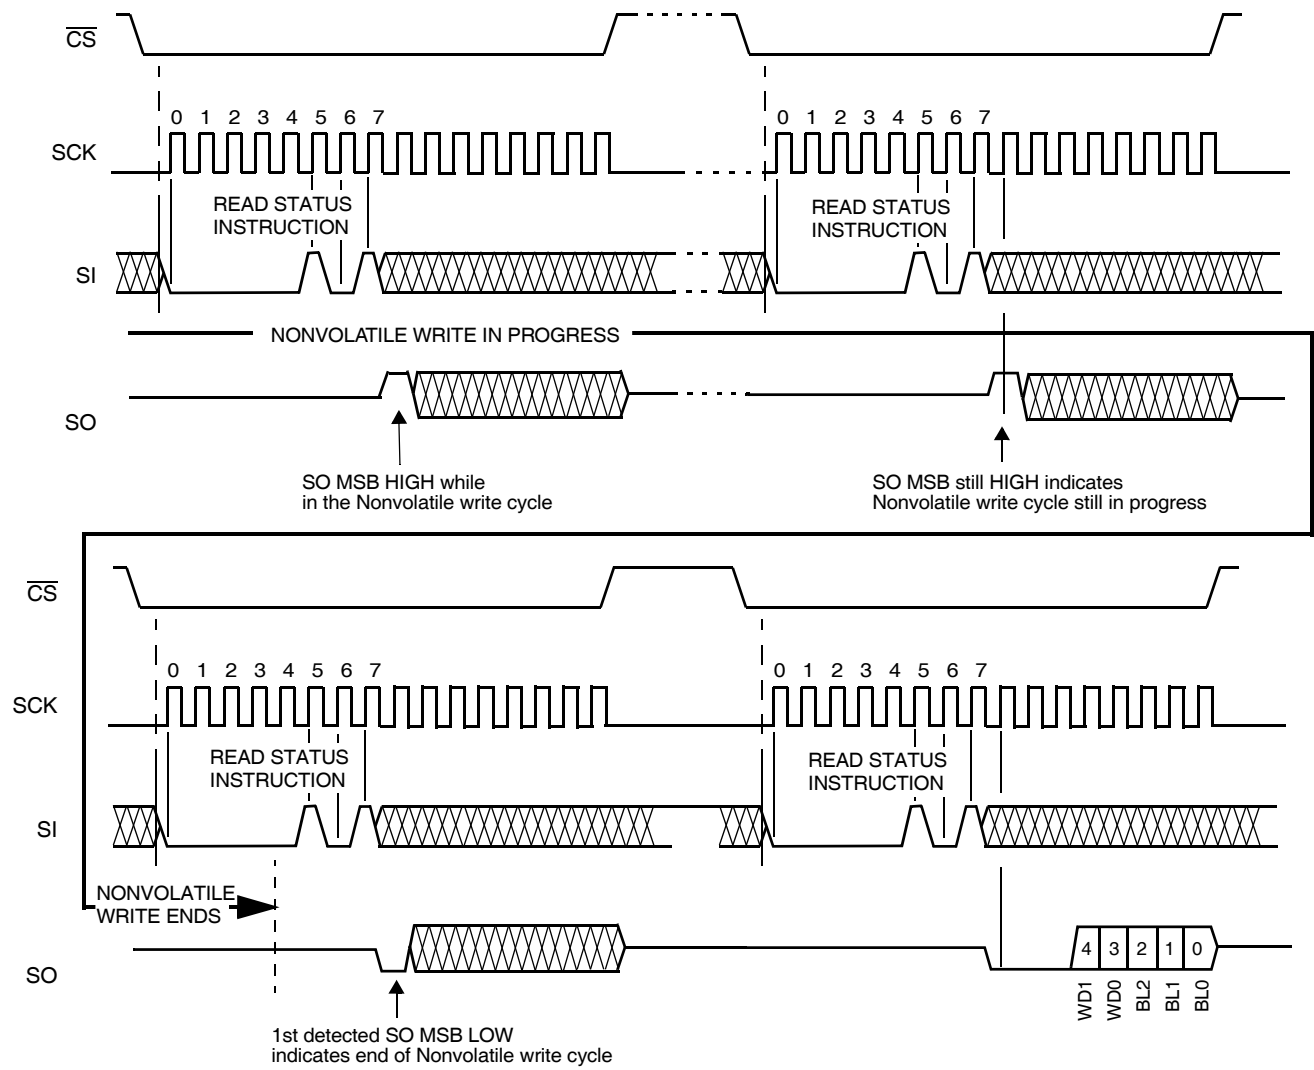 CS
0 1 2 3 4 5 6 7 0 1 2 3 4 5 6 7
SCK
READ STATUS
INSTRUCTION
READ STATUS
INSTRUCTION
SI
NONVOLATILE WRITE IN PROGRESS
SO
SO MSB HIGH while
in the Nonvolatile write cycle
SO MSB still HIGH indicates
Nonvolatile write cycle still in progress
CS
0 1 2 3 4 5 6 7 0 1 2 3 4 5 6 7
SCK
READ STATUS
INSTRUCTION
READ STATUS
INSTRUCTION
SI
NONVOLATILE
WRITE ENDS
SO
4 3 2 1 0
WD1 WD0 BL2 BL1 BL0
1st detected SO MSB LOW
indicates end of Nonvolatile write cycle